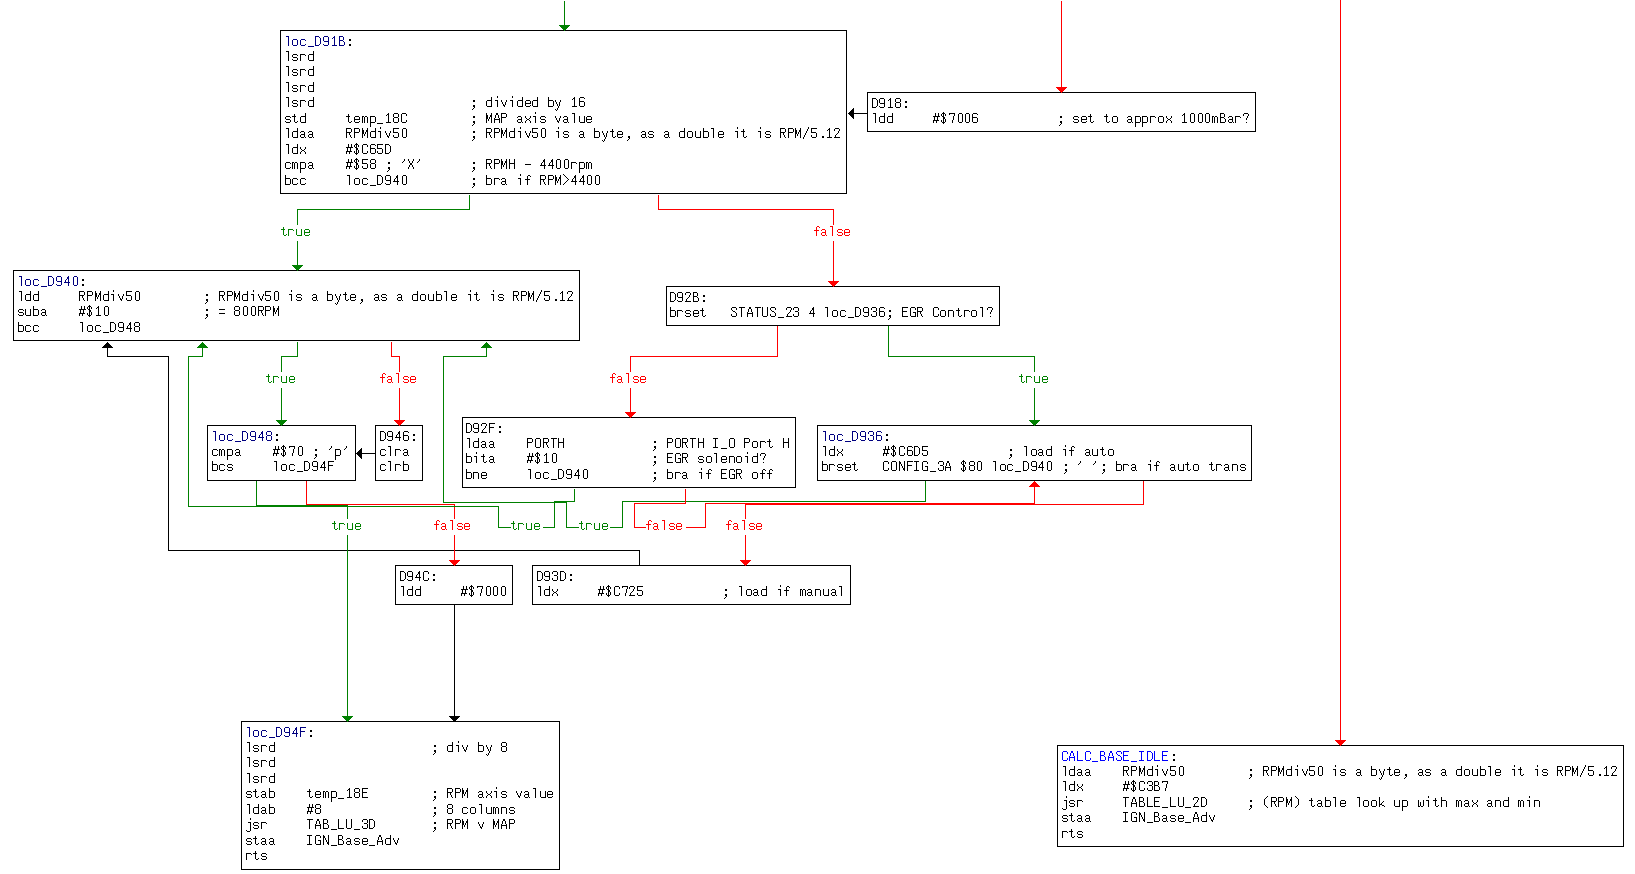 loc_D91B:
lsrd
lsrd
lsrd
lsrd ; divided by 16
std temp_18C ; MAP axis value
ldaa RPMdiv50 ; RPMdiv50 is a byte, as a double it is RPM/5.12
ldx #$C65D
cmpa #$58 ; 'X' ; RPMH - 4400rpm
bcc loc_D940 ; bra if RPM>4400
D918:
ldd #$7006 ; set to approx 1000mBar?
true
false
loc_D940:
ldd RPMdiv50 ; RPMdiv50 is a byte, as a double it is RPM/5.12
suba #$10 ; = 800RPM
bcc loc_D948
D92B:
brset STATUS_23 4 loc_D936; EGR Control?
true
false
false
true
loc_D948:
cmpa #$70 ; 'p'
bcs loc_D94F
D946:
clra
clrb
D92F:
ldaa PORTH ; PORTH I_O Port H
bita #$10 ; EGR solenoid?
bne loc_D940 ; bra if EGR off
loc_D936:
ldx #$C6D5 ; load if auto
brset CONFIG_3A $80 loc_D940 ; ' '; bra if auto trans
true
false
true
true
false
false
D94C:
ldd #$7000
D93D:
ldx #$C725 ; load if manual
loc_D94F:
lsrd ; div by 8
lsrd
lsrd
stab temp_18E ; RPM axis value
ldab #8 ; 8 columns
jsr TAB_LU_3D ; RPM v MAP
staa IGN_Base_Adv
rts
CALC_BASE_IDLE:
ldaa RPMdiv50 ; RPMdiv50 is a byte, as a double it is RPM/5.12
ldx #$C3B7
jsr TABLE_LU_2D ; (RPM) table look up with max and min
staa IGN_Base_Adv
rts